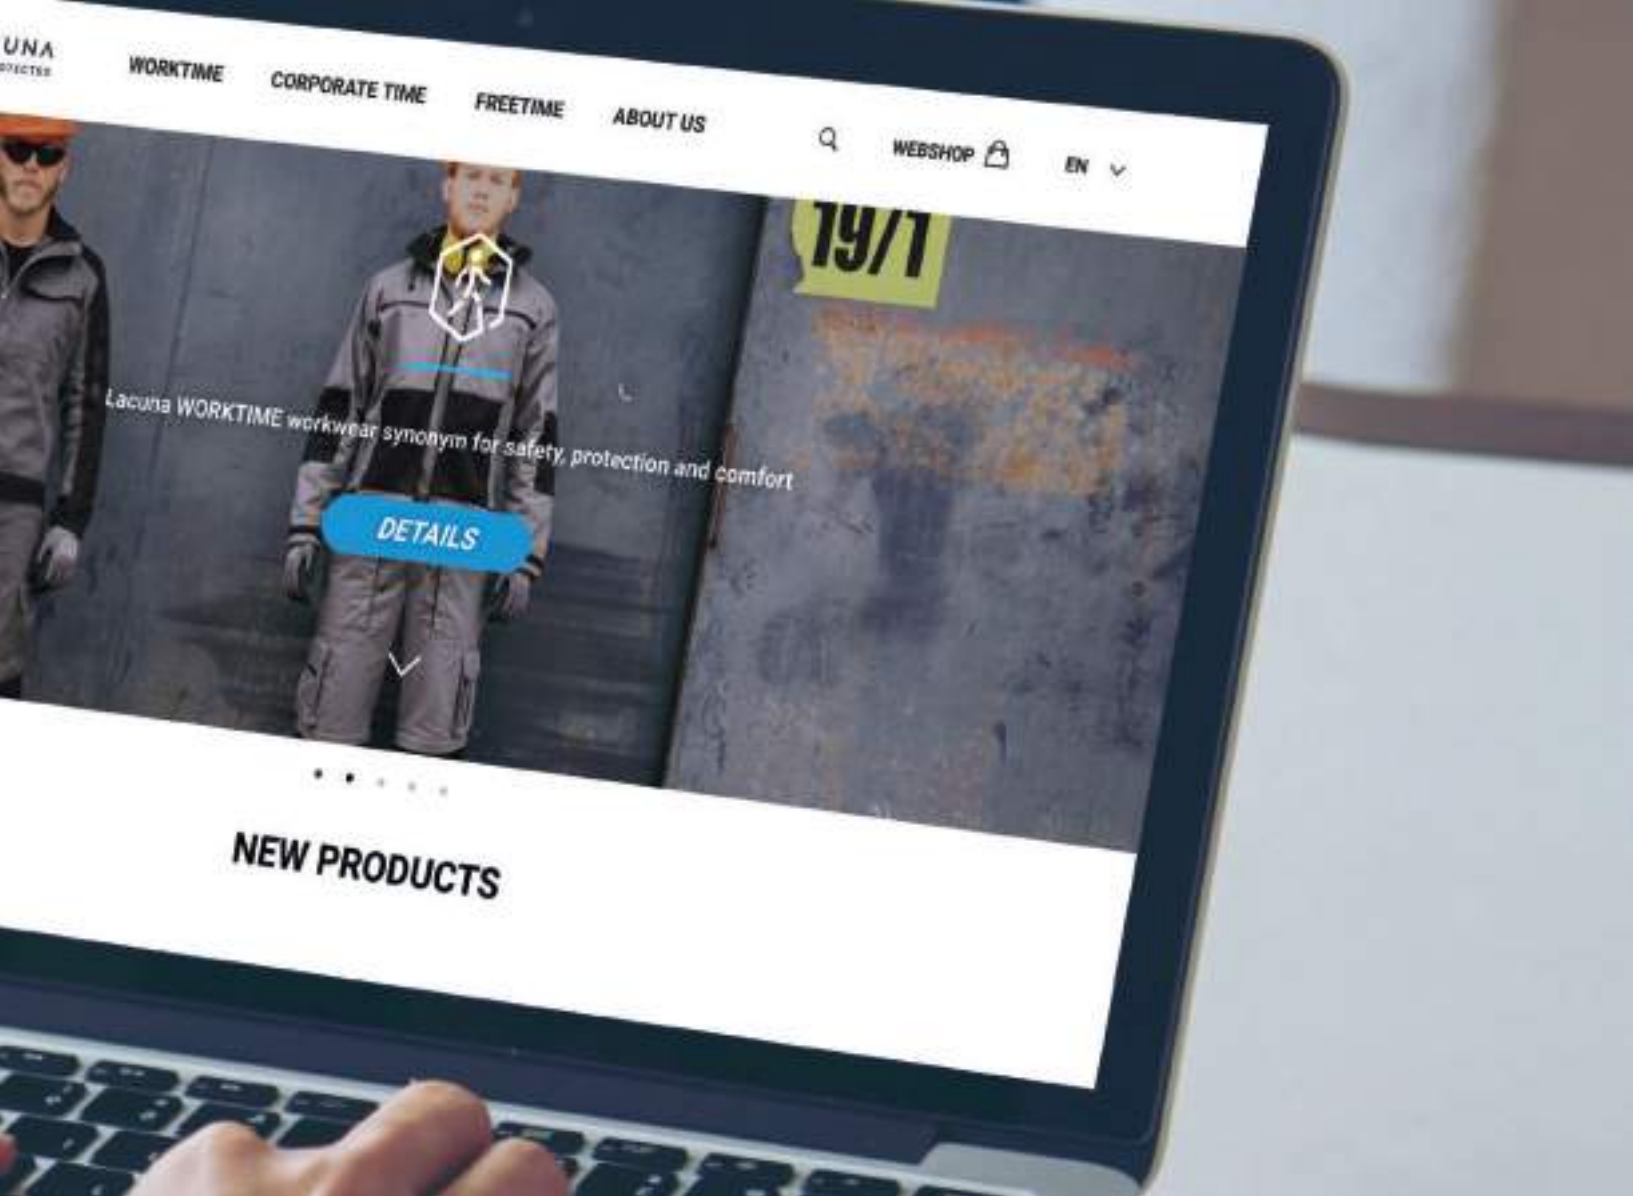 UNA
OTECTED
WORKTIME CORPORATE TIME FREETIME ABOUT US WEBSHOP EN
19/1
Lacuna WORKTIME workwear synonym for safety, protection and comfort
DETAILS
NEW PRODUCTS